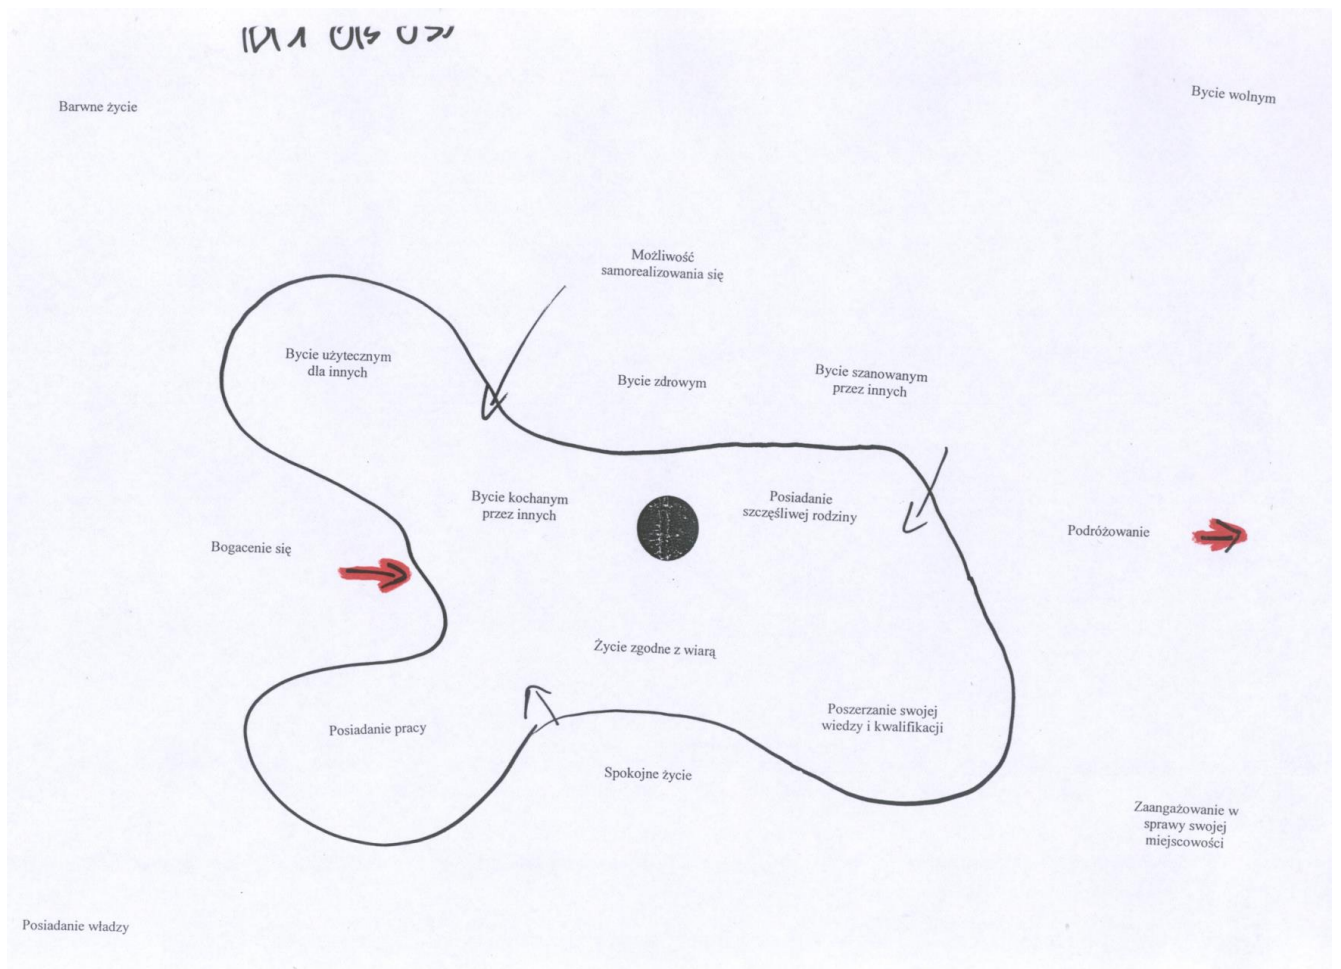 Barwne życie
Bycie wolnym
Możliwość
samorealizowania się
Bycie użytecznym
dla innych
Bycie zdrowym
Bycie szanowanym
przez innych
Bycie kochanym
przez innych
Posiadanie
szczęśliwej rodziny
Bogacenie się
Podróżowanie
Życie zgodne z wiarą
Posiadanie pracy
Poszerzanie swojej
wiedzy i kwalifikacji
Spokojne życie
Zaangażowanie w
sprawy swojej
miejscowości
Posiadanie władzy